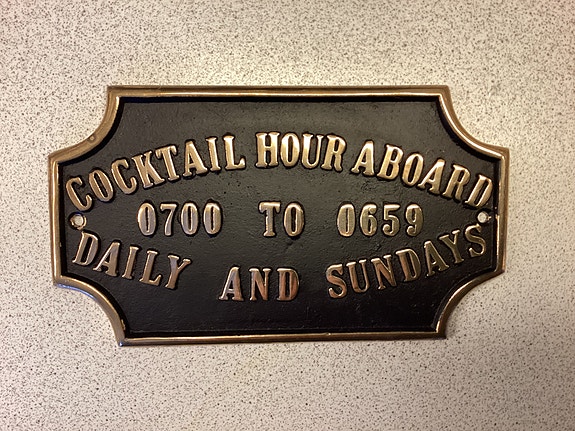 COCKTAIL HOUR ABOARD
0700 TO 0659
DAILY AND SUNDAYS